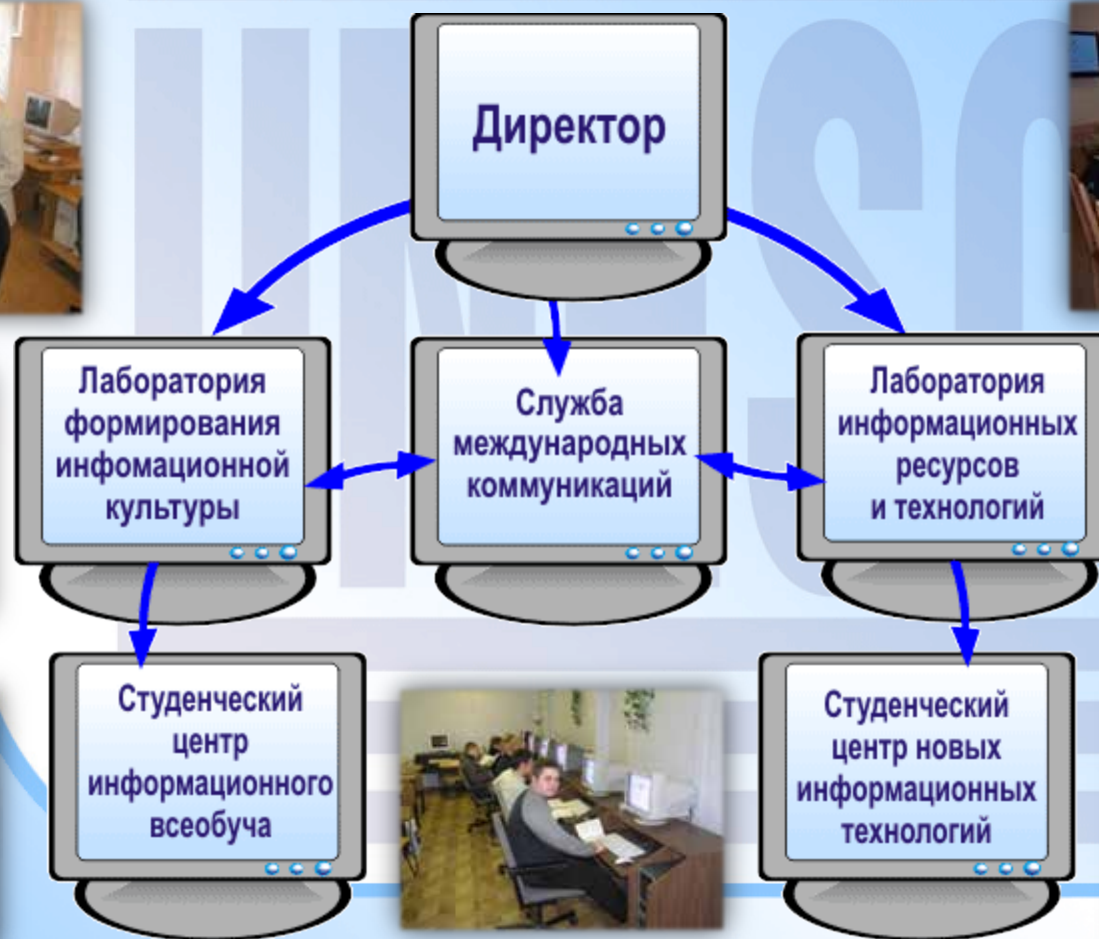 Директор
Лаборатория
формирования
инфомационной
культуры
Служба
международных
коммуникаций
Лаборатория
информационных
ресурсов
и технологий
Студенческий
центр
информационного
всеобуча
Студенческий
центр новых
информационных
технологий